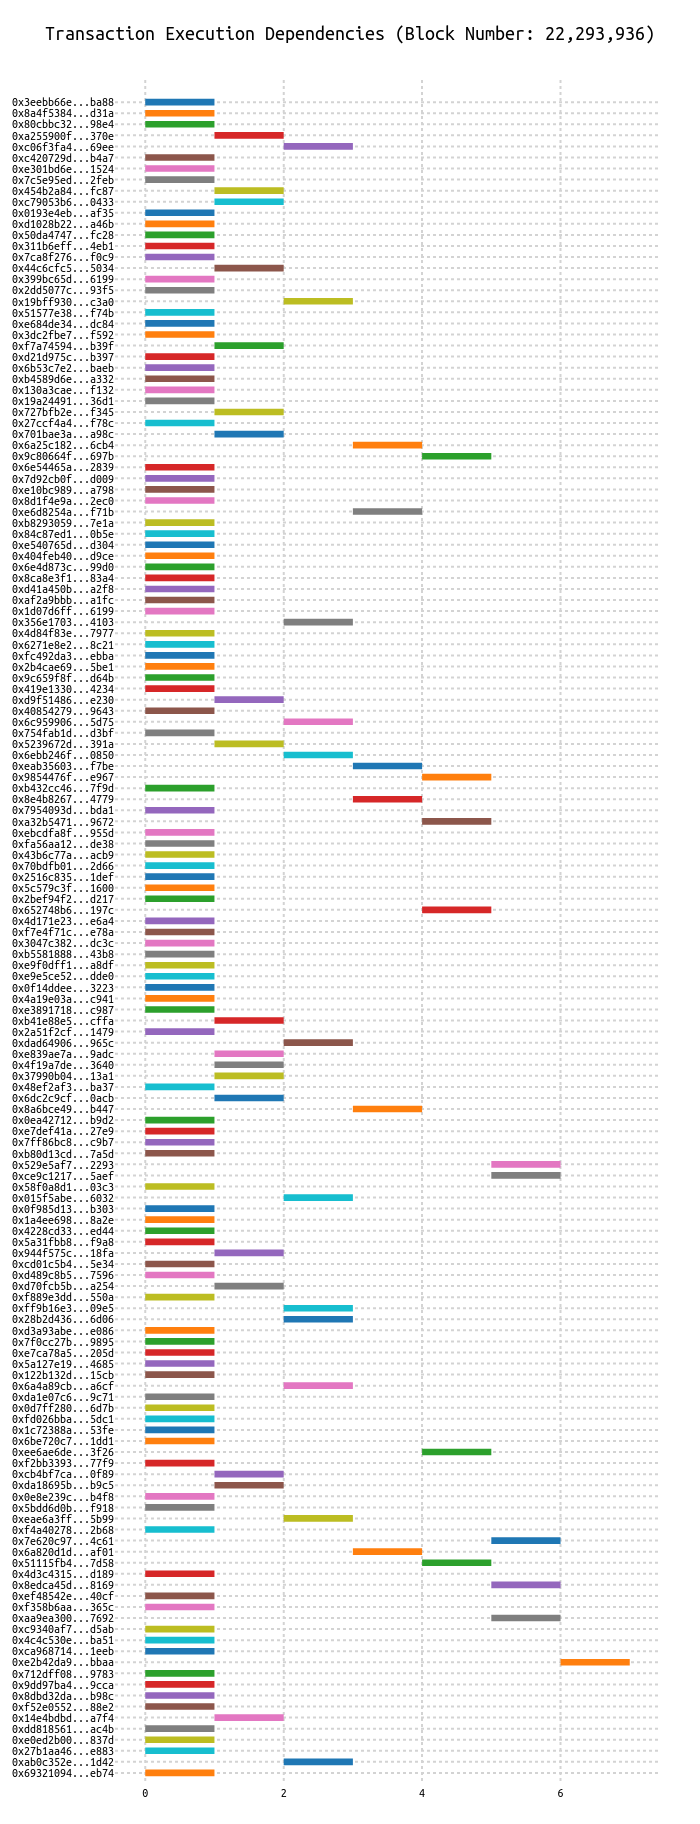 Transaction Execution Dependencies (Block Number: 22,293,936)
0x3eebb66e...ba88
0x8a4f5384...d31a
0x80cbbc32...98e4
0xa255900f...370e
0xc06f3fa4...69ee
0xc420729d...b4a7
0xe301bd6e...1524
0x7c5e95ed...2feb
0x454b2a84...fc87
0xc79053b6...0433
0x0193e4eb...af35
0xd1028b22...a46b
0x50da4747...fc28
0x311b6eff...4eb1
0x7ca8f276...f0c9
0x44c6cfc5...5034
0x399bc65d...6199
0x2dd5077c...93f5
0x19bff930...c3a0
0x51577e38...f74b
0xe684de34...dc84
0x3dc2fbe7...f592
0xf7a74594...b39f
0xd21d975c...b397
0x6b53c7e2...baeb
0xb4589d6e...a332
0x130a3cae...f132
0x19a24491...36d1
0x727bfb2e...f345
0x27ccf4a4...f78c
0x701bae3a...a98c
0x6a25c182...6cb4
0x9c80664f...697b
0x6e54465a...2839
0x7d92cb0f...d009
0xe10bc989...a798
0x8d1f4e9a...2ec0
0xe6d8254a...f71b
0xb8293059...7e1a
0x84c87ed1...0b5e
0xe540765d...d304
0x404feb40...d9ce
0x6e4d873c...99d0
0x8ca8e3f1...83a4
0xd41a450b...a2f8
0xaf2a9bbb...a1fc
0x1d07d6ff...6199
0x356e1703...4103
0x4d84f83e...7977
0x6271e8e2...8c21
0xfc492da3...ebba
0x2b4cae69...5be1
0x9c659f8f...d64b
0x419e1330...4234
0xd9f51486...e230
0x40854279...9643
0x6c959906...5d75
0x754fab1d...d3bf
0x5239672d...391a
0x6ebb246f...0850
0xeab35603...f7be
0x9854476f...e967
0xb432cc46...7f9d
0x8e4b8267...4779
0x7954093d...bda1
0xa32b5471...9672
0xebcdfa8f...955d
0xfa56aa12...de38
0x43b6c77a...acb9
0x70bdfb01...2d66
0x2516c835...1def
0x5c579c3f...1600
0x2bef94f2...d217
0x652748b6...197c
0x4d171e23...e6a4
0xf7e4f71c...e78a
0x3047c382...dc3c
0xb5581888...43b8
0xe9f0dff1...a8df
0xe9e5ce52...dde0
0x0f14ddee...3223
0x4a19e03a...c941
0xe3891718...c987
0xb41e88e5...cffa
0x2a51f2cf...1479
0xdad64906...965c
0xe839ae7a...9adc
0x4f19a7de...3640
0x37990b04...13a1
0x48ef2af3...ba37
0x6dc2c9cf...0acb
0x8a6bce49...b447
0x0ea42712...b9d2
0xe7def41a...27e9
0x7ff86bc8...c9b7
0xb80d13cd...7a5d
0x529e5af7...2293
0xce9c1217...5aef
0x58f0a8d1...03c3
0x015f5abe...6032
0x0f985d13...b303
0x1a4ee698...8a2e
0x4228cd33...ed44
0x5a31fbb8...f9a8
0x944f575c...18fa
0xcd01c5b4...5e34
0xd489c8b5...7596
0xd70fcb5b...a254
0xf889e3dd...550a
0xff9b16e3...09e5
0x28b2d436...6d06
0xd3a93abe...e086
0x7f0cc27b...9895
0xe7ca78a5...205d
0x5a127e19...4685
0x122b132d...15cb
0x6a4a89cb...a6cf
0xda1e07c6...9c71
0x0d7ff280...6d7b
0xfd026bba...5dc1
0x1c72388a...53fe
0x6be720c7...1dd1
0xee6ae6de...3f26
0xf2bb3393...77f9
0xcb4bf7ca...0f89
0xda18695b...b9c5
0x0e8e239c...b4f8
0x5bdd6d0b...f918
0xeae6a3ff...5b99
0xf4a40278...2b68
0x7e620c97...4c61
0x6a820d1d...af01
0x51115fb4...7d58
0x4d3c4315...d189
0x8edca45d...8169
0xef48542e...40cf
0xf358b6aa...365c
0xaa9ea300...7692
0xc9340af7...d5ab
0x4c4c530e...ba51
0xca968714...1eeb
0xe2b42da9...bbaa
0x712dff08...9783
0x9dd97ba4...9cca
0x8dbd32da...b98c
0xf52e0552...88e2
0x14e4bdbd...a7f4
0xdd818561...ac4b
0xe0ed2b00...837d
0x27b1aa46...e883
0xab0c352e...1d42
0x69321094...eb74
0 2 4 6